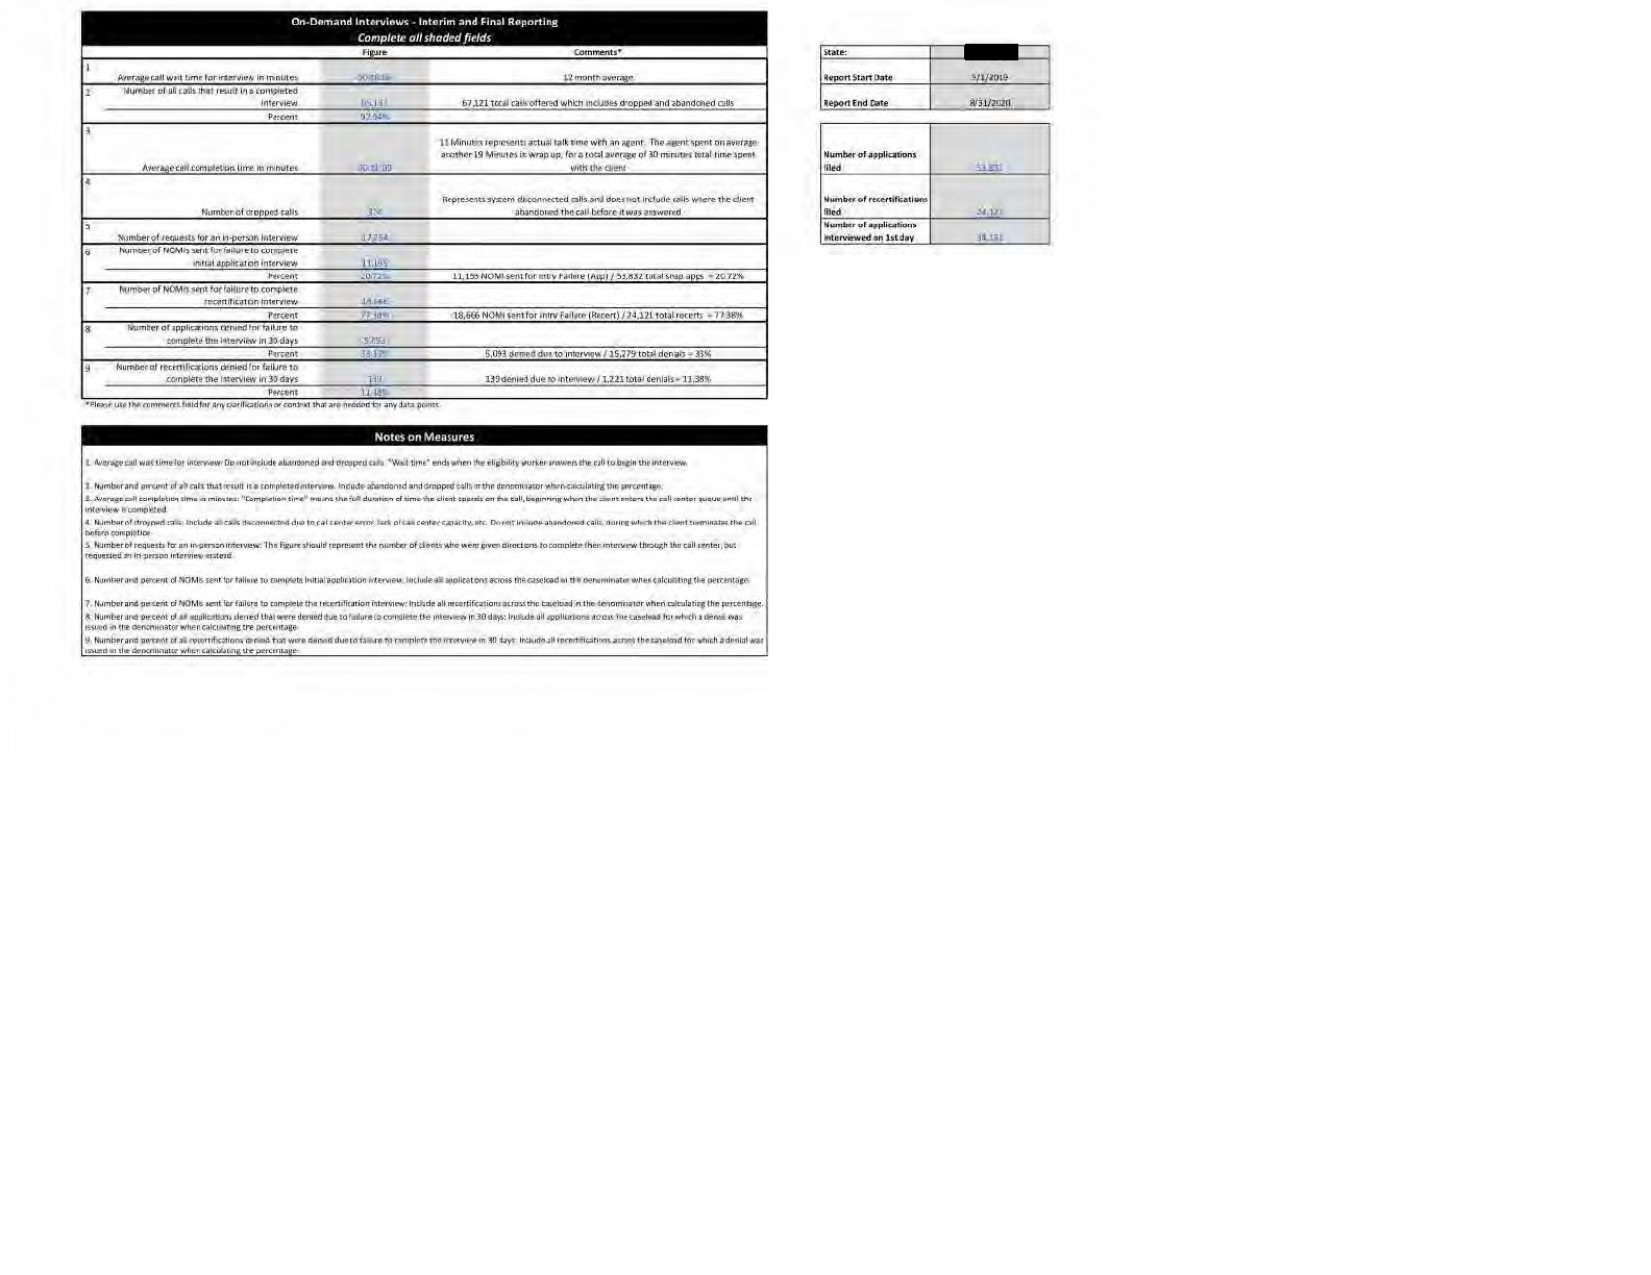 On-Demand Interviews - Interim and Final Reporting
Complete all shaded fields
Figure Comments*
1
Average call wait time for interview in minutes 12 month average
2 Number of all calls that result in a completed
interview 67,121 total calls offered which includes dropped and abandoned calls
Percent 97.04%
3
11 Minutes represents actual talk time with an agent. The agent spent on average
another 19 Minutes in wrap up, for a total average of 30 minutes total time spent
Average call completion time in minutes with the client
4
Represents system disconnected calls and does not include calls where the client
Number of dropped calls abandoned the call before it was answered
5
Number of requests for an in-person interview
6 Number of NOMIs sent for failure to complete
initial application interview 11,155
Percent 20.72% 11,155 NOMI sent for intrv Failure (App) / 53,832 total snap apps = 20.72%
7 Number of NOMIs sent for failure to complete
recertification interview 18,666
Percent 77.38% 18,666 NOMI sent for intrv Failure (Recert) / 24,121 total recerts = 77.38%
8 Number of applications denied for failure to
complete the interview in 30 days 5,093
Percent 5,093 denied due to interview / 15,279 total denials = 33%
9 Number of recertifications denied for failure to
complete the interview in 30 days 139 139 denied due to interview / 1,221 total denials = 11.38%
Percent 11.38%
*Please use the comments field for any clarifications or context that are needed for any data points.
State:
Report Start Date 5/1/2019
Report End Date 8/31/2020
Number of applications
filed 53,832
Number of recertifications
filed 24,121
Number of applications
interviewed on 1st day
Notes on Measures
1. Average call wait time for interview: Do not include abandoned and dropped calls. "Wait time" ends when the eligibility worker answers the call to begin the interview.
2. Number and percent of all calls that result in a completed interview. Include abandoned and dropped calls in the denominator when calculating the percentage.
3. Average call completion time in minutes: "Completion time" means the full duration of time the client spends on the call, beginning when the client enters the call center queue until the
interview is completed.
4. Number of dropped calls: Include all calls disconnected due to call center error, lack of call center capacity, etc. Do not include abandoned calls, during which the client terminates the call
before completion.
5. Number of requests for an in-person interview: The figure should represent the number of clients who were given directions to complete their interview through the call center, but
requested an in-person interview instead.
6. Number and percent of NOMIs sent for failure to complete initial application interview: Include all applications across the caseload in the denominator when calculating the percentage.
7. Number and percent of NOMIs sent for failure to complete the recertification interview: Include all recertifications across the caseload in the denominator when calculating the percentage.
8. Number and percent of all applications denied that were denied due to failure to complete the interview in 30 days: Include all applications across the caseload for which a denial was
issued in the denominator when calculating the percentage.
9. Number and percent of all recertifications denied that were denied due to failure to complete the interview in 30 days: Include all recertifications across the caseload for which a denial was
issued in the denominator when calculating the percentage.